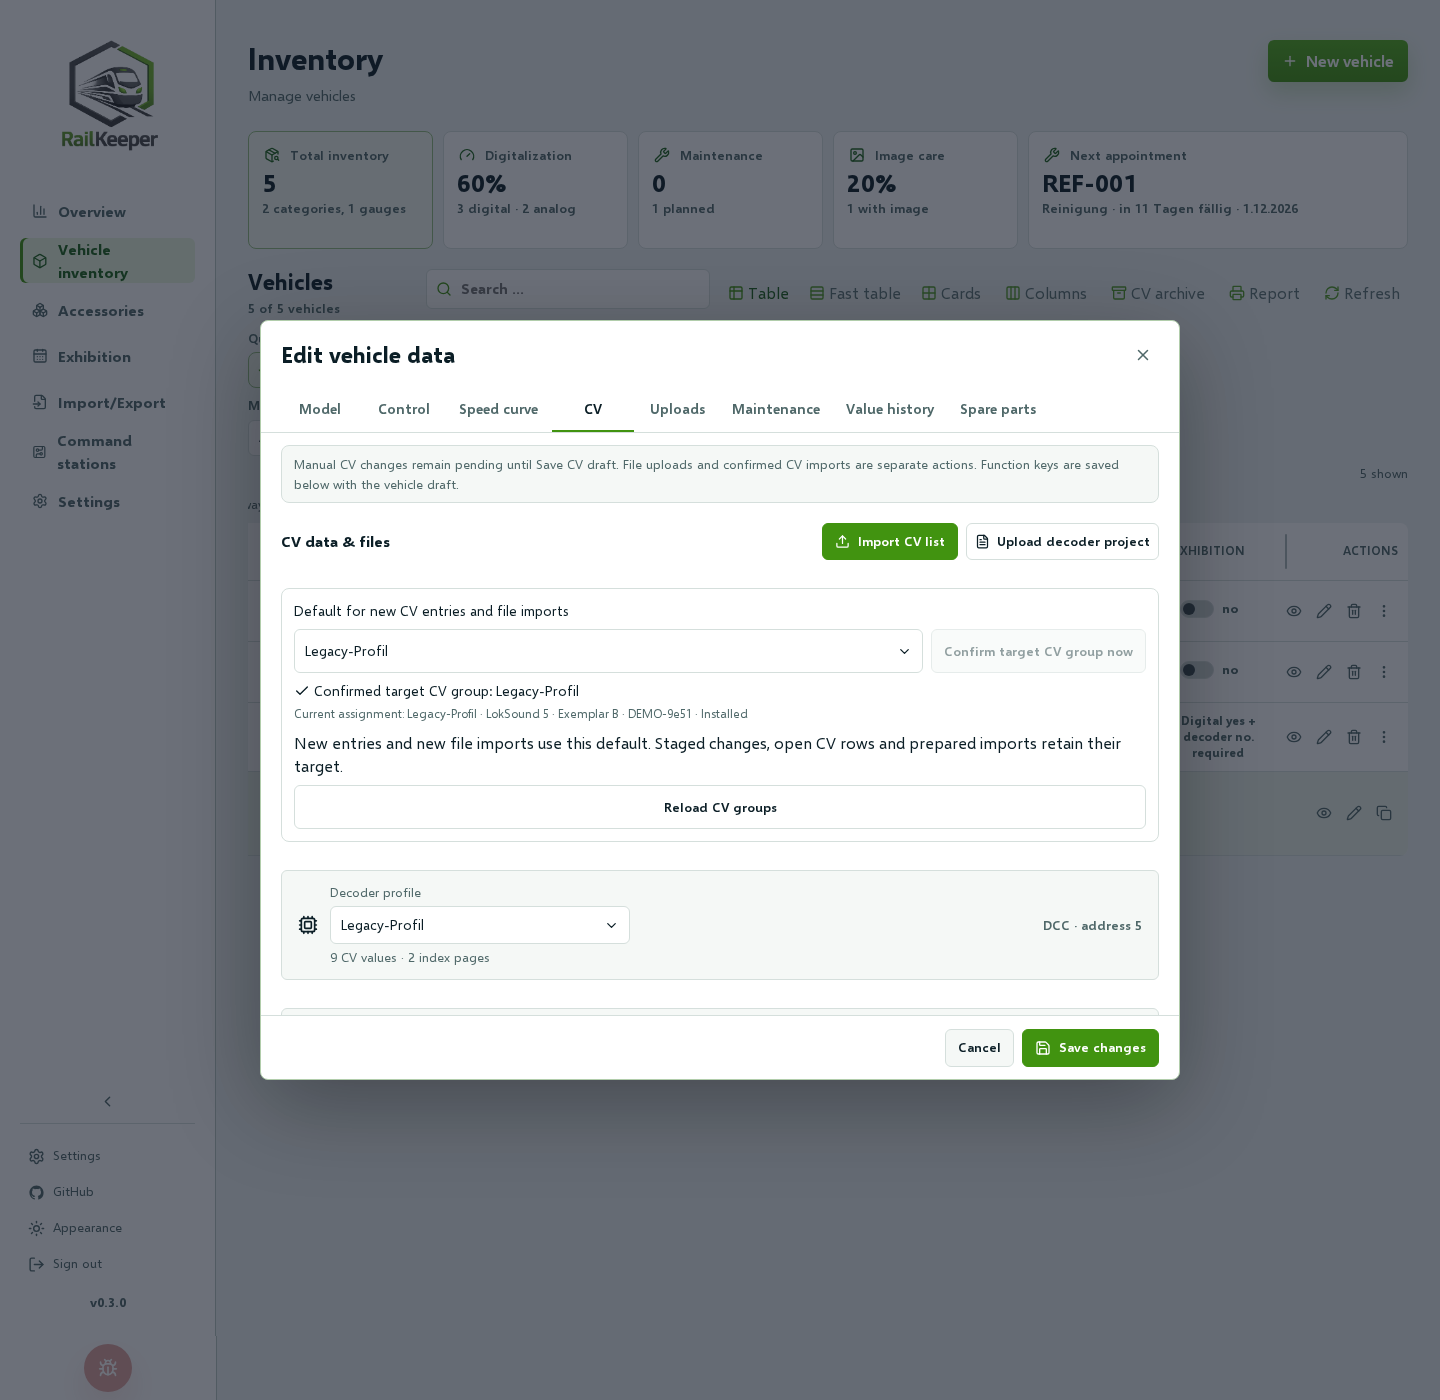 RailKeeper
Overview
Vehicle
inventory
Accessories
Exhibition
Import/Export
Command
stations
Settings
Settings
GitHub
Appearance
Sign out
v0.3.0
Inventory
Manage vehicles
New vehicle
Total inventory
5
2 categories, 1 gauges
Digitalization
60%
3 digital · 2 analog
Maintenance
0
1 planned
Image care
20%
1 with image
Next appointment
REF-001
Reinigung · in 11 Tagen fällig · 1.12.2026
Vehicles
5 of 5 vehicles
Search ...
Table
Fast table
Cards
Columns
CV archive
Report
Refresh
5 shown
ACTIONS
no
no
Digital yes +
decoder no.
required
Edit vehicle data
Model
Control
Speed curve
CV
Uploads
Maintenance
Value history
Spare parts
Manual CV changes remain pending until Save CV draft. File uploads and confirmed CV imports are separate actions. Function keys are saved
below with the vehicle draft.
CV data & files
Import CV list
Upload decoder project
Default for new CV entries and file imports
Legacy-Profil
Confirm target CV group now
Confirmed target CV group: Legacy-Profil
Current assignment: Legacy-Profil · LokSound 5 · Exemplar B · DEMO-9e51 · Installed
New entries and new file imports use this default. Staged changes, open CV rows and prepared imports retain their
target.
Reload CV groups
Decoder profile
Legacy-Profil
DCC · address 5
9 CV values · 2 index pages
Cancel
Save changes